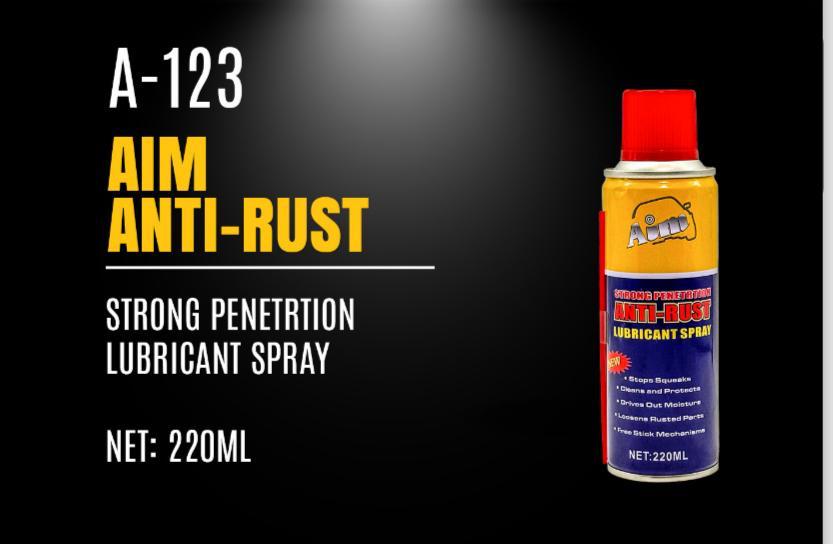 A-123
AIM
ANTI-RUST
STRONG PENETRTION
LUBRICANT SPRAY
NET: 220ML
Aim
STRONG PENETRTION
ANTI-RUST
LUBRICANT SPRAY
NEW
• Stops Squeaks
• Cleans and Protects
• Drives Out Moisture
• Loosens Rusted Parts
• Free Stick Mechanisms
NET:220ML